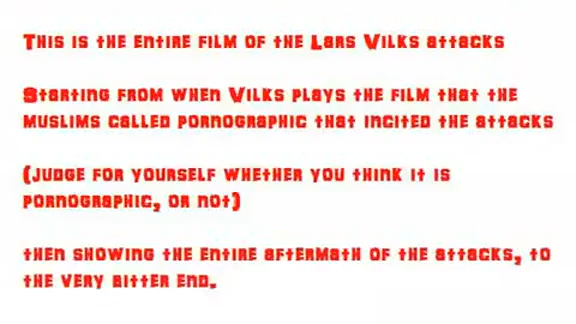 This is the entire film of the Lars Vilks attacks
Starting from when Vilks plays the film that the
muslims called pornographic that incited the attacks
(judge for yourself whether you think it is
pornographic, or not)
then showing the entire aftermath of the attacks, to
the very bitter end.